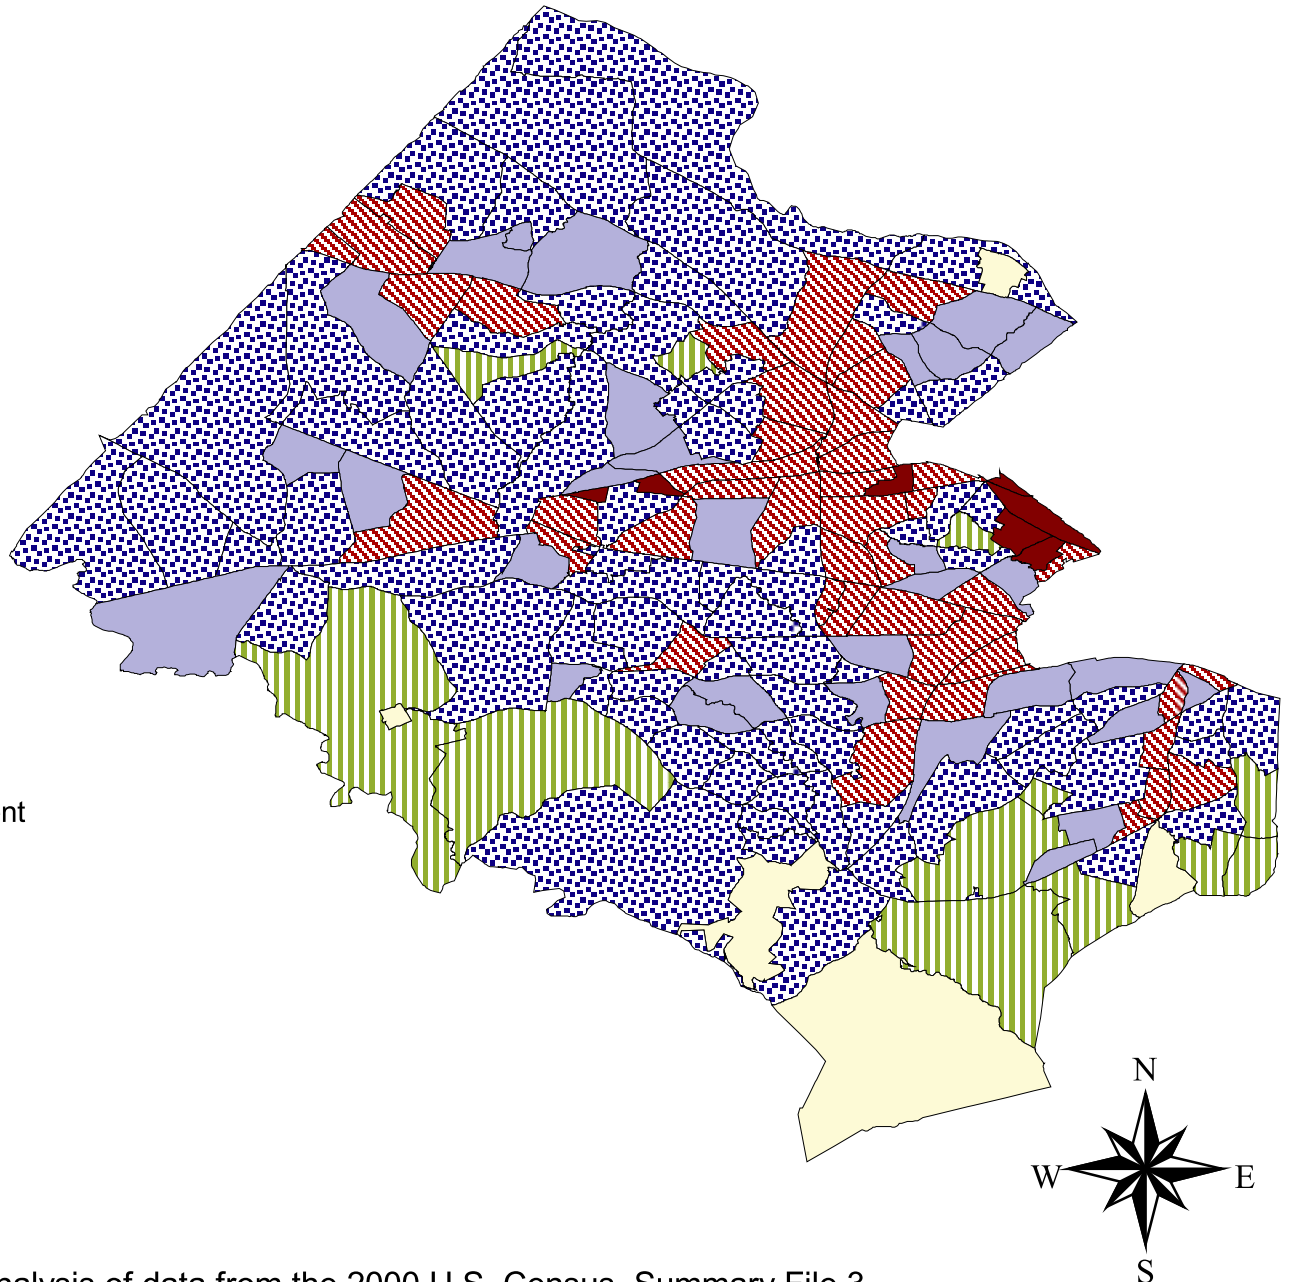 nt
N
W E
S
nalysis of data from the 2000 U.S. Census, Summary File 3